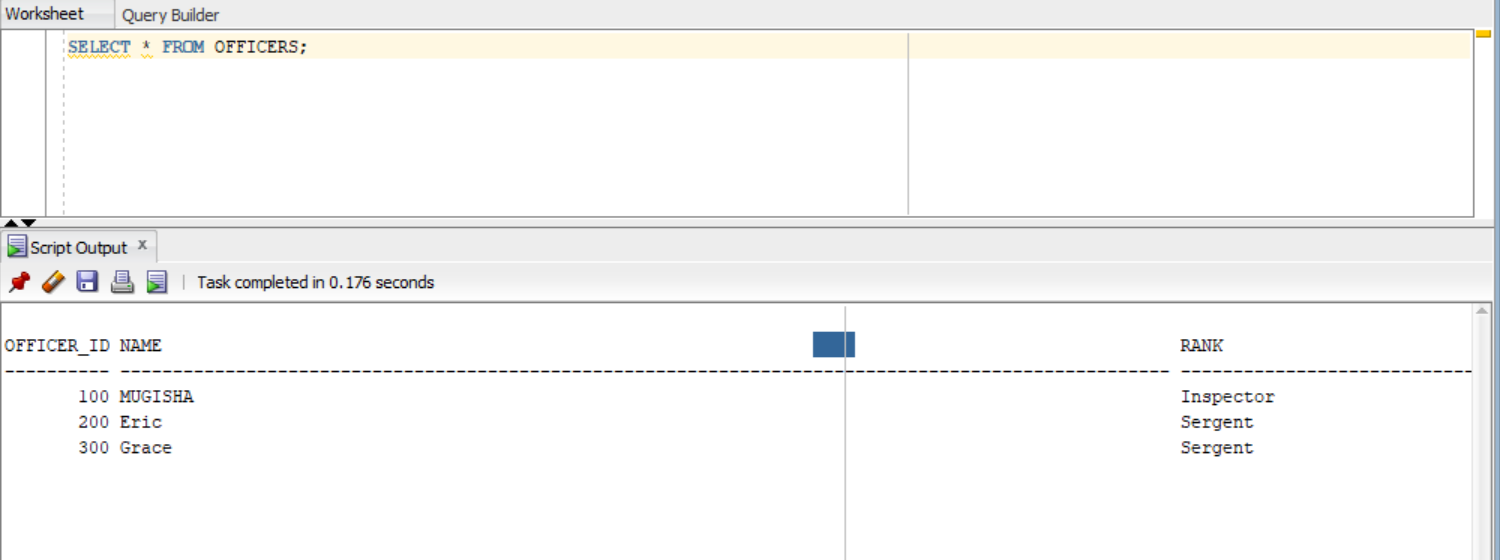 Worksheet Query Builder
SELECT * FROM OFFICERS;
Script Output x
Task completed in 0.176 seconds
OFFICER_ID NAME RANK
---------- ---------------------------------------------------------------------------------------------------- ----------------------------
100 MUGISHA Inspector
200 Eric Sergent
300 Grace Sergent